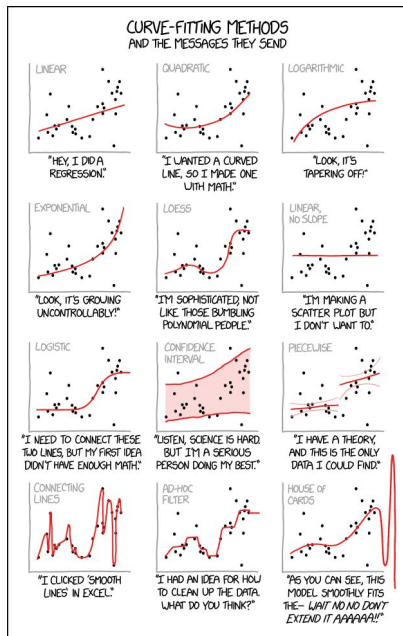 CURVE-FITTING METHODS
AND THE MESSAGES THEY SEND
LINEAR
"HEY, I DID A
REGRESSION."
QUADRATIC
"I WANTED A CURVED
LINE, SO I MADE ONE
WITH MATH."
LOGARITHMIC
"LOOK, IT'S
TAPERING OFF!"
EXPONENTIAL
"LOOK, IT'S GROWING
UNCONTROLLABLY!"
LOESS
"I'M SOPHISTICATED, NOT
LIKE THOSE BUMBLING
POLYNOMIAL PEOPLE."
LINEAR,
NO SLOPE
"I'M MAKING A
SCATTER PLOT BUT
I DON'T WANT TO."
LOGISTIC
"I NEED TO CONNECT THESE
TWO LINES, BUT MY FIRST IDEA
DIDN'T HAVE ENOUGH MATH."
CONFIDENCE
INTERVAL
"LISTEN, SCIENCE IS HARD.
BUT I'M A SERIOUS
PERSON DOING MY BEST."
PIECEWISE
"I HAVE A THEORY,
AND THIS IS THE ONLY
DATA I COULD FIND."
CONNECTING
LINES
"I CLICKED 'SMOOTH
LINES' IN EXCEL."
AD-HOC
FILTER
"I HAD AN IDEA FOR HOW
TO CLEAN UP THE DATA.
WHAT DO YOU THINK?"
HOUSE OF
CARDS
"AS YOU CAN SEE, THIS
MODEL SMOOTHLY FITS
THE- WAIT NO NO DON'T
EXTEND IT AAAAAA!!"